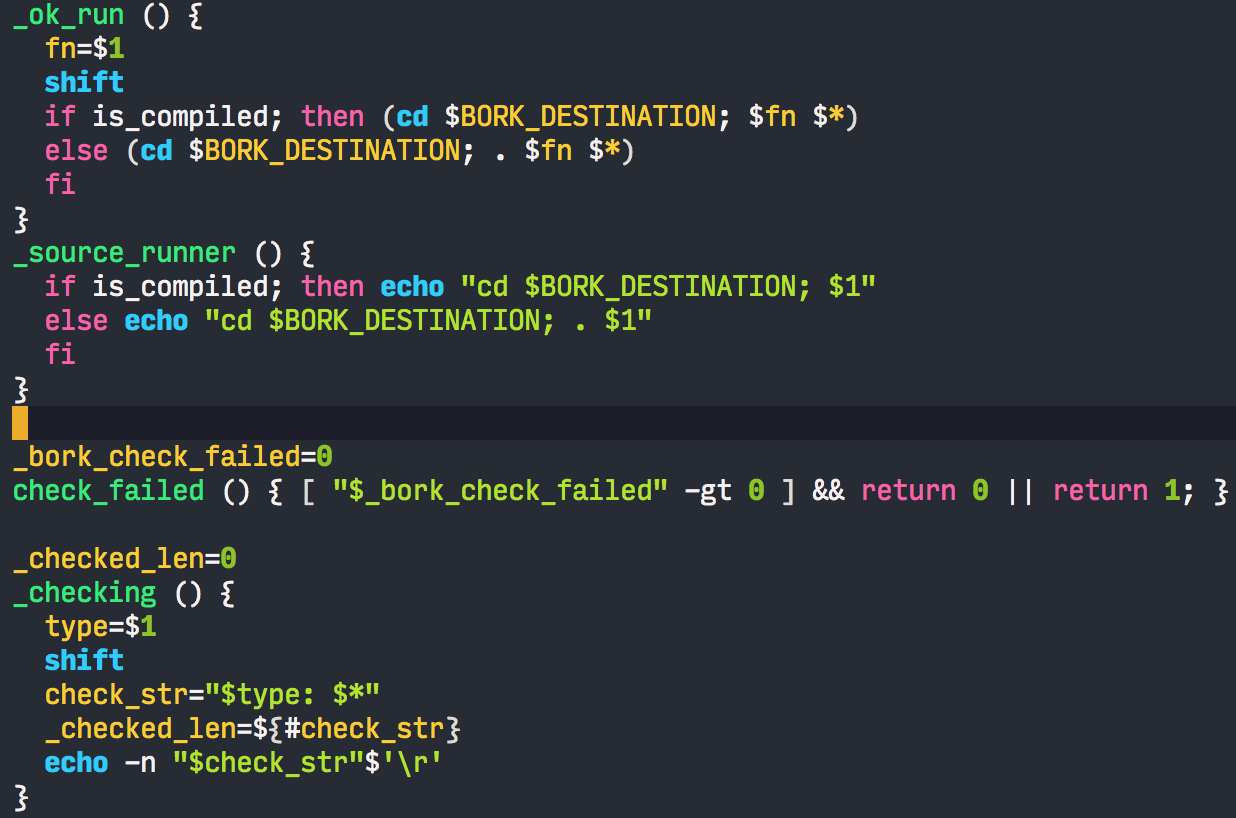 _ok_run () {
  fn=$1
  shift
  if is_compiled; then (cd $BORK_DESTINATION; $fn $*)
  else (cd $BORK_DESTINATION; . $fn $*)
  fi
}
_source_runner () {
  if is_compiled; then echo "cd $BORK_DESTINATION; $1"
  else echo "cd $BORK_DESTINATION; . $1"
  fi
}

_bork_check_failed=0
check_failed () { [ "$_bork_check_failed" -gt 0 ] && return 0 || return 1; }

_checked_len=0
_checking () {
  type=$1
  shift
  check_str="$type: $*"
  _checked_len=${#check_str}
  echo -n "$check_str"$'\r'
}